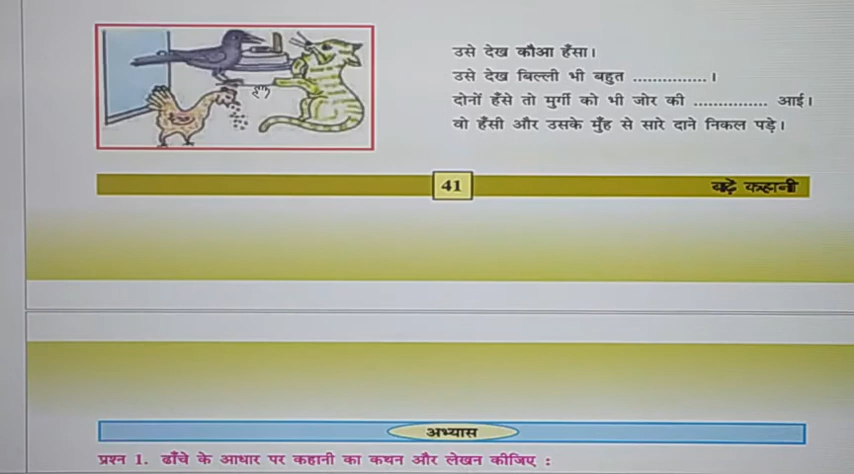 उसे देख कौआ हँसा।
उसे देख बिल्ली भी बहुत ............... ।
दोनों हँसे तो मुर्गी को भी जोर की ............... आई।
वो हँसी और उसके मुँह से सारे दाने निकल पड़े।
41
बढ़े कहानी
अभ्यास
प्रश्न 1. ढाँचे के आधार पर कहानी का कथन और लेखन कीजिए :